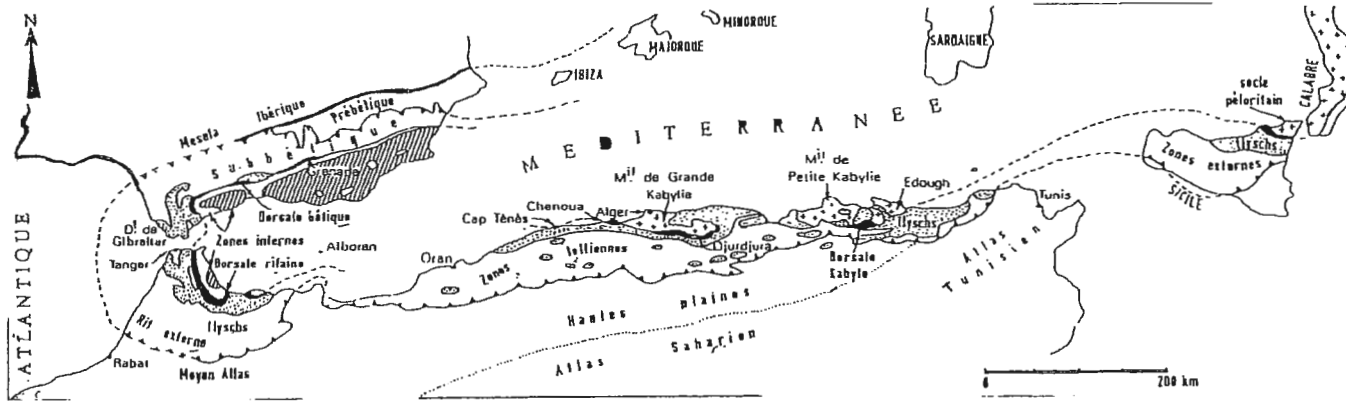 N
MINORQUE
MAJORQUE
IBIZA
SARDAIGNE
CALABRE
socle
péloritain
Meseta Ibérique
Prébétique
Subbétique
MEDITERRANEE
Grenade
Mil de Grande
Kabylie
Mil de
Petite Kabylie
Edough
Zones externes
flyschs
SICILE
Tunis
Dorsale bétique
Dt de
Gibraltar
Zones internes
Alboran
Tanger
Dorsale rifaine
Cap Ténès
Chenoua
Alger
Oran
Zones telliennes
Djurdjura
flyschs
Dorsale
Kabyle
Atlas
Tunisien
ATLANTIQUE
Rif externe
flyschs
Rabat
Moyen Atlas
Hautes plaines
Atlas Saharien
0 200 km